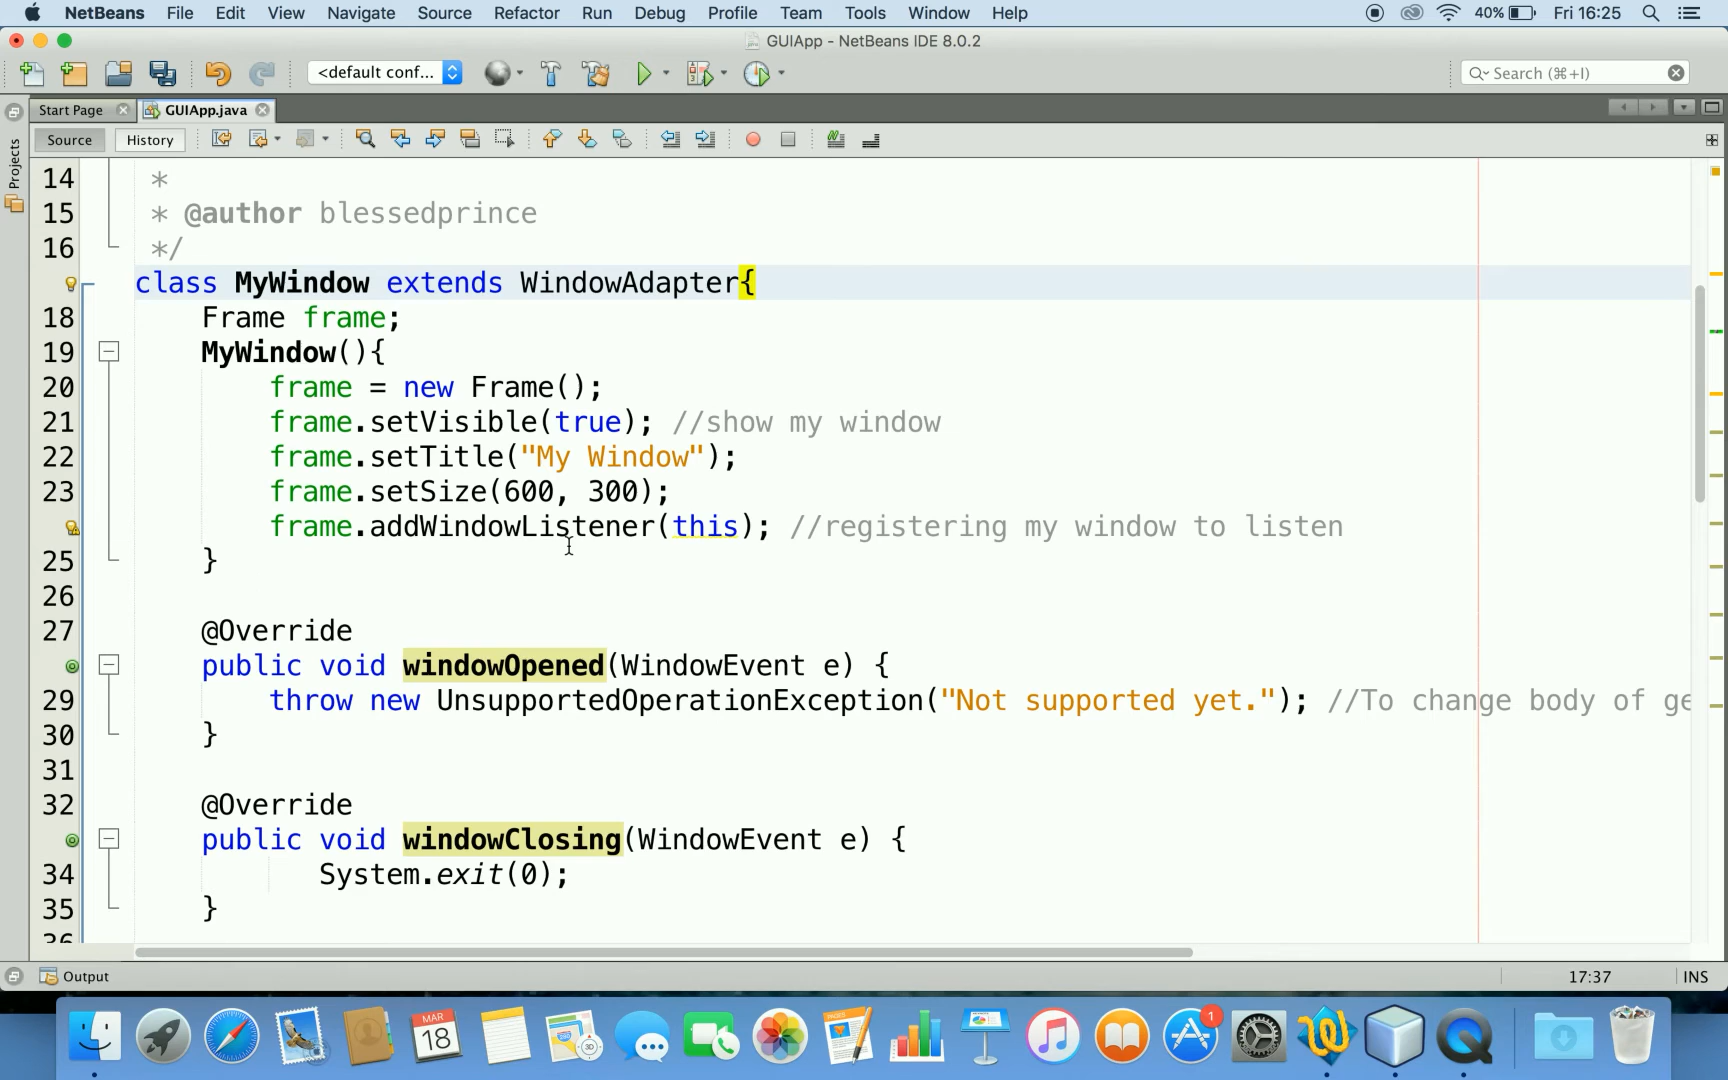 NetBeans File Edit View Navigate Source Refactor Run Debug Profile Team Tools Window Help 40% Fri 16:25
GUIApp - NetBeans IDE 8.0.2
<default conf... Search (⌘+I)
Start Page GUIApp.java
Source History
Projects
14 *
15 * @author blessedprince
16 */
class MyWindow extends WindowAdapter{
18 Frame frame;
19 MyWindow(){
20 frame = new Frame();
21 frame.setVisible(true); //show my window
22 frame.setTitle("My Window");
23 frame.setSize(600, 300);
frame.addWindowListener(this); //registering my window to listen
25 }
26
27 @Override
public void windowOpened(WindowEvent e) {
29 throw new UnsupportedOperationException("Not supported yet."); //To change body of ge
30 }
31
32 @Override
public void windowClosing(WindowEvent e) {
34 System.exit(0);
35 }
36
Output 17:37 INS
MAR
18
1